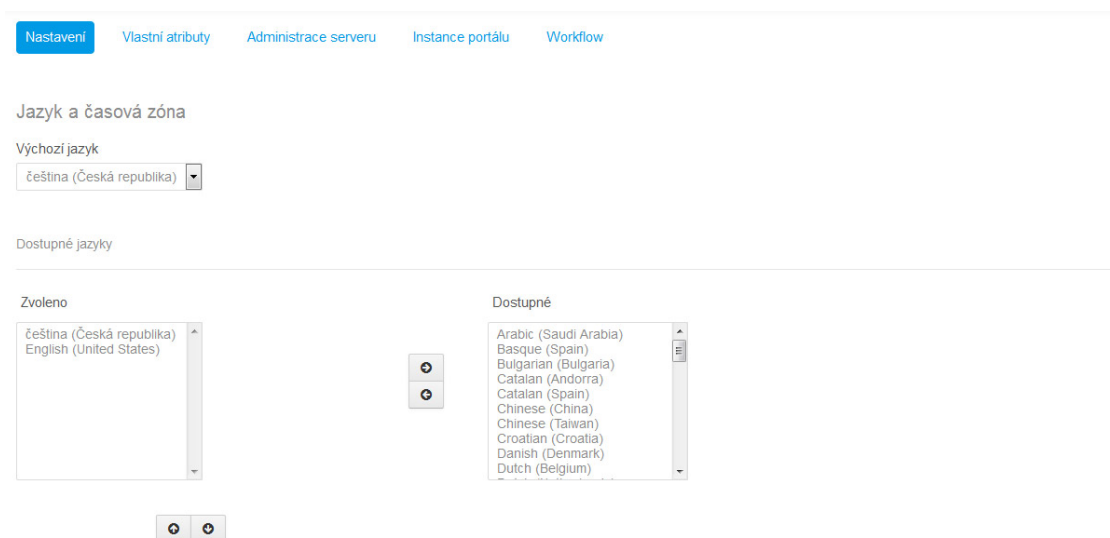 Nastavení Vlastní atributy Administrace serveru Instance portálu Workflow
Jazyk a časová zóna
Výchozí jazyk
čeština (Česká republika)
Dostupné jazyky
Zvoleno
čeština (Česká republika)
English (United States)
Dostupné
Arabic (Saudi Arabia)
Basque (Spain)
Bulgarian (Bulgaria)
Catalan (Andorra)
Catalan (Spain)
Chinese (China)
Chinese (Taiwan)
Croatian (Croatia)
Danish (Denmark)
Dutch (Belgium)